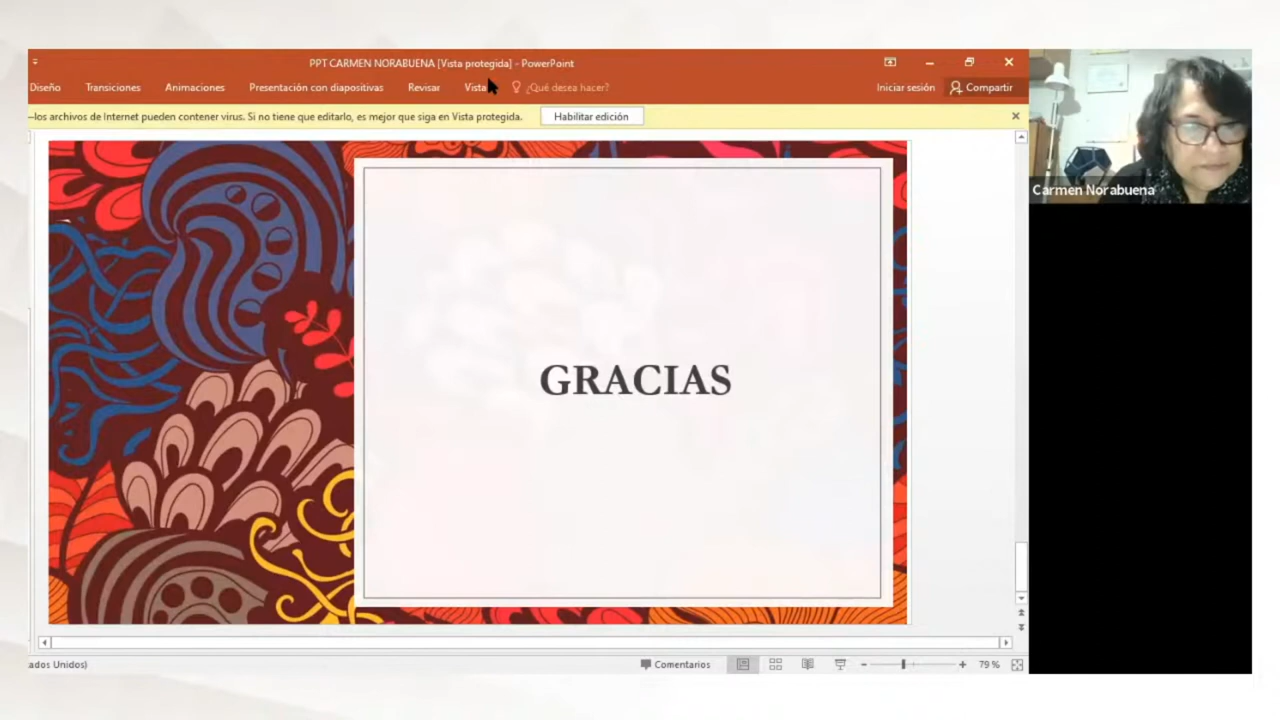 PPT CARMEN NORABUENA [Vista protegida] - PowerPoint
Diseño Transiciones Animaciones Presentación con diapositivas Revisar Vista ¿Qué desea hacer? Iniciar sesión Compartir
—los archivos de Internet pueden contener virus. Si no tiene que editarlo, es mejor que siga en Vista protegida. Habilitar edición
Carmen Norabuena
GRACIAS
ados Unidos) Comentarios 79 %